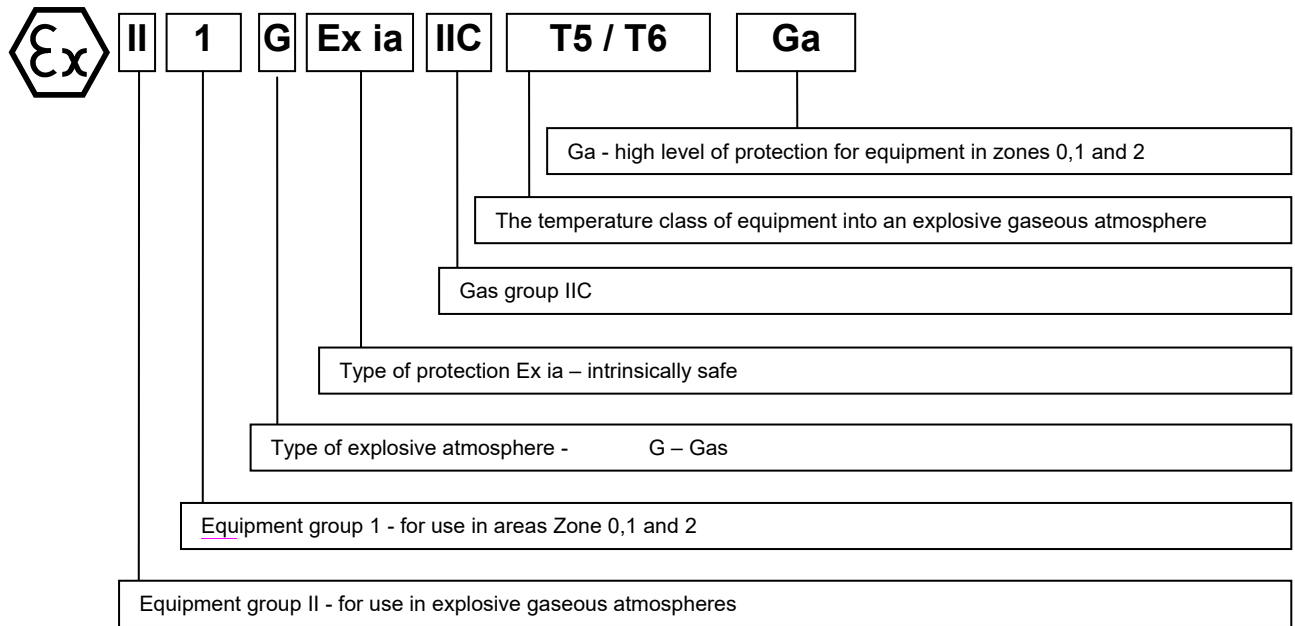 Ex II 1 G Ex ia IIC T5 / T6 Ga
Ga - high level of protection for equipment in zones 0,1 and 2
The temperature class of equipment into an explosive gaseous atmosphere
Gas group IIC
Type of protection Ex ia – intrinsically safe
Type of explosive atmosphere - G – Gas
Equipment group 1 - for use in areas Zone 0,1 and 2
Equipment group II - for use in explosive gaseous atmospheres